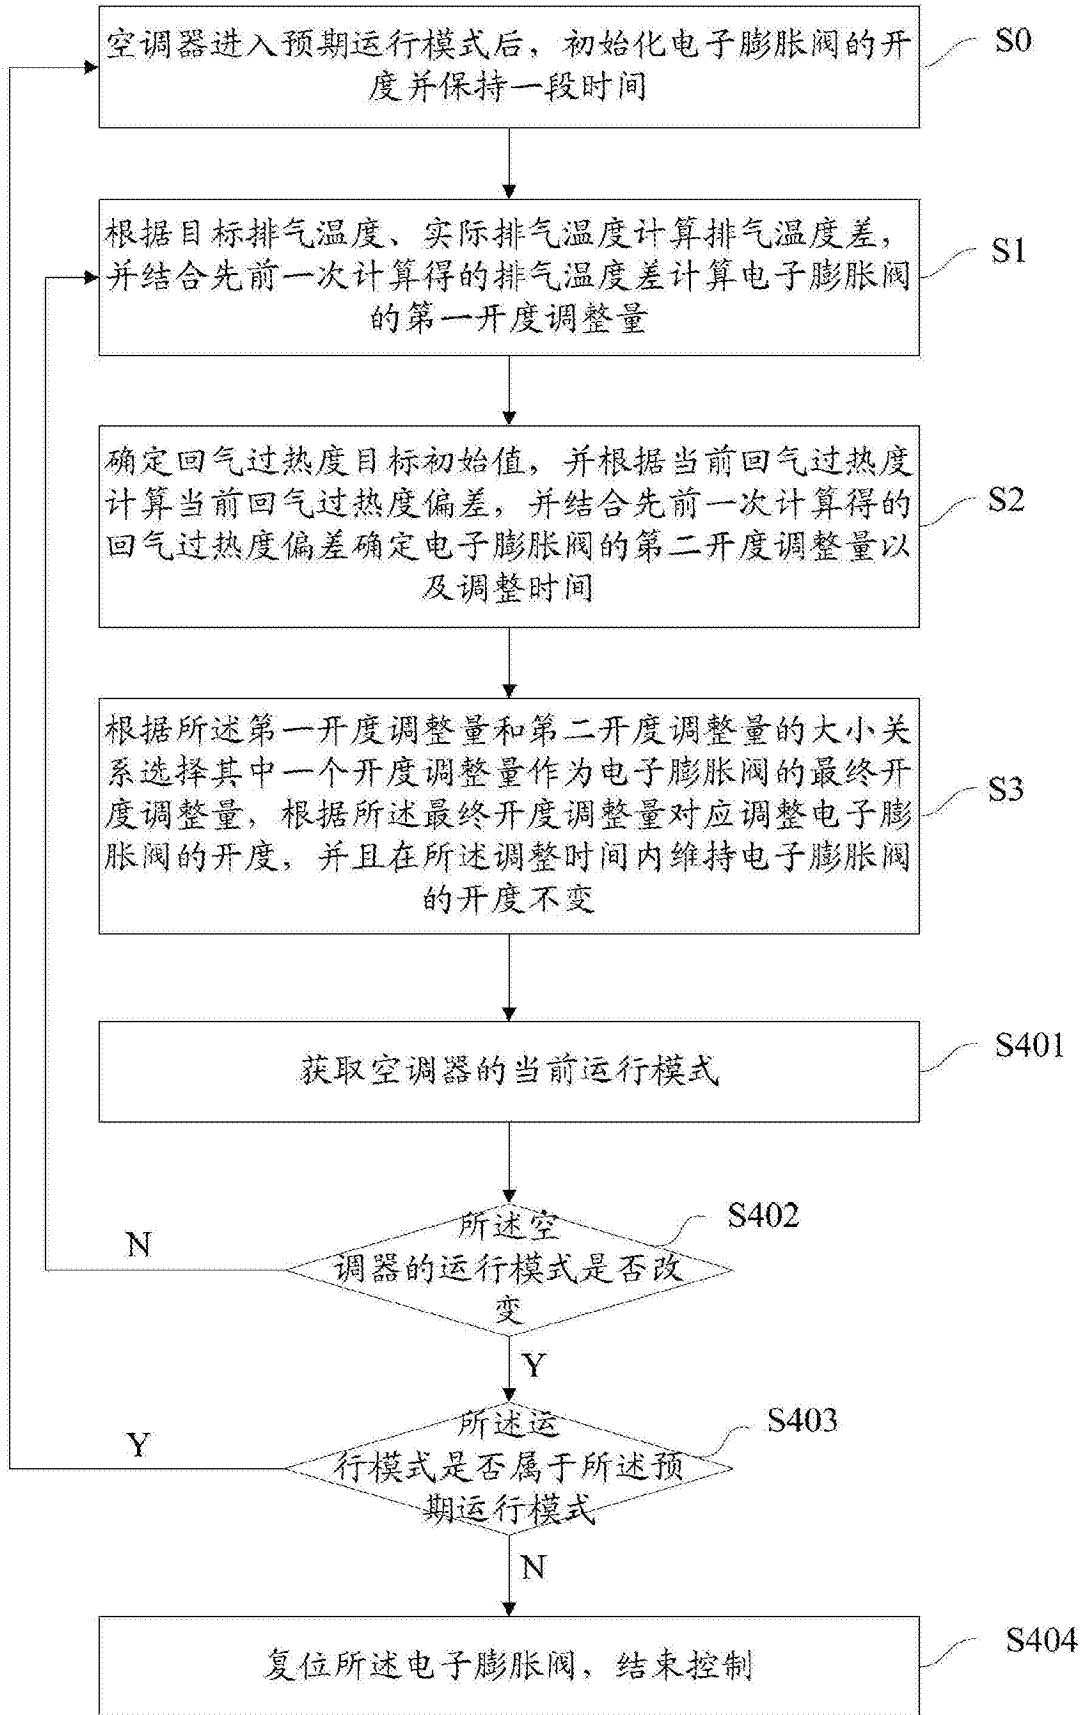 空调器进入预期运行模式后，初始化电子膨胀阀的开
度并保持一段时间
S0
根据目标排气温度、实际排气温度计算排气温度差，
并结合先前一次计算得的排气温度差计算电子膨胀阀
的第一开度调整量
S1
确定回气过热度目标初始值，并根据当前回气过热度
计算当前回气过热度偏差，并结合先前一次计算得的
回气过热度偏差确定电子膨胀阀的第二开度调整量以
及调整时间
S2
根据所述第一开度调整量和第二开度调整量的大小关
系选择其中一个开度调整量作为电子膨胀阀的最终开
度调整量，根据所述最终开度调整量对应调整电子膨
胀阀的开度，并且在所述调整时间内维持电子膨胀阀
的开度不变
S3
获取空调器的当前运行模式
S401
所述空
调器的运行模式是否改
变
S402
N
Y
所述运
行模式是否属于所述预
期运行模式
S403
Y
N
复位所述电子膨胀阀，结束控制
S404